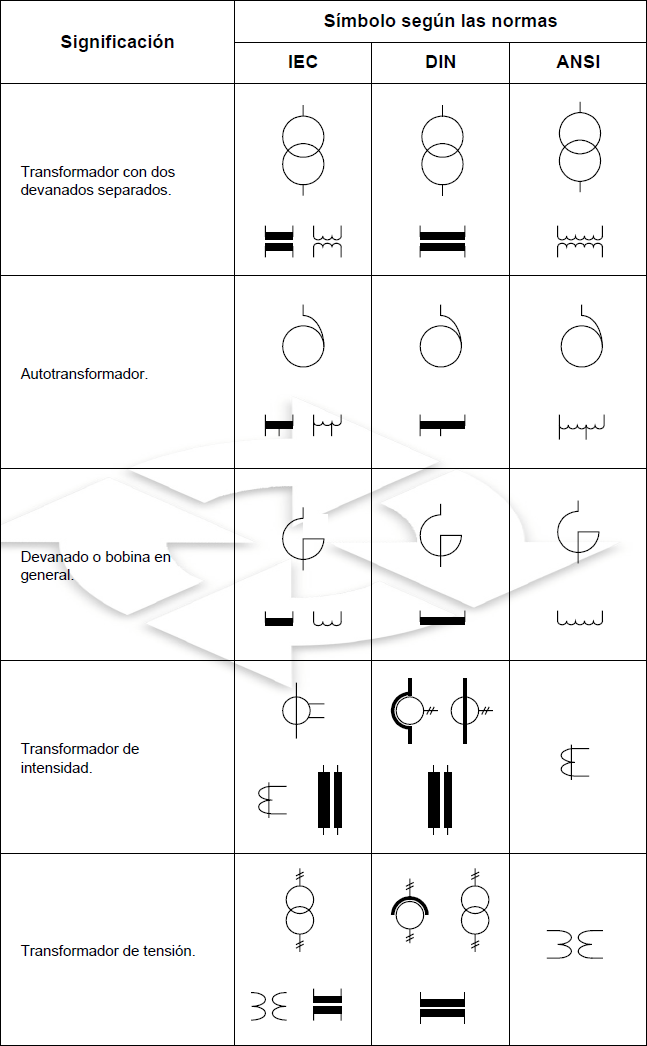 Significación
Símbolo según las normas
IEC
DIN
ANSI
Transformador con dos
devanados separados.
Autotransformador.
Devanado o bobina en
general.
Transformador de
intensidad.
Transformador de tensión.